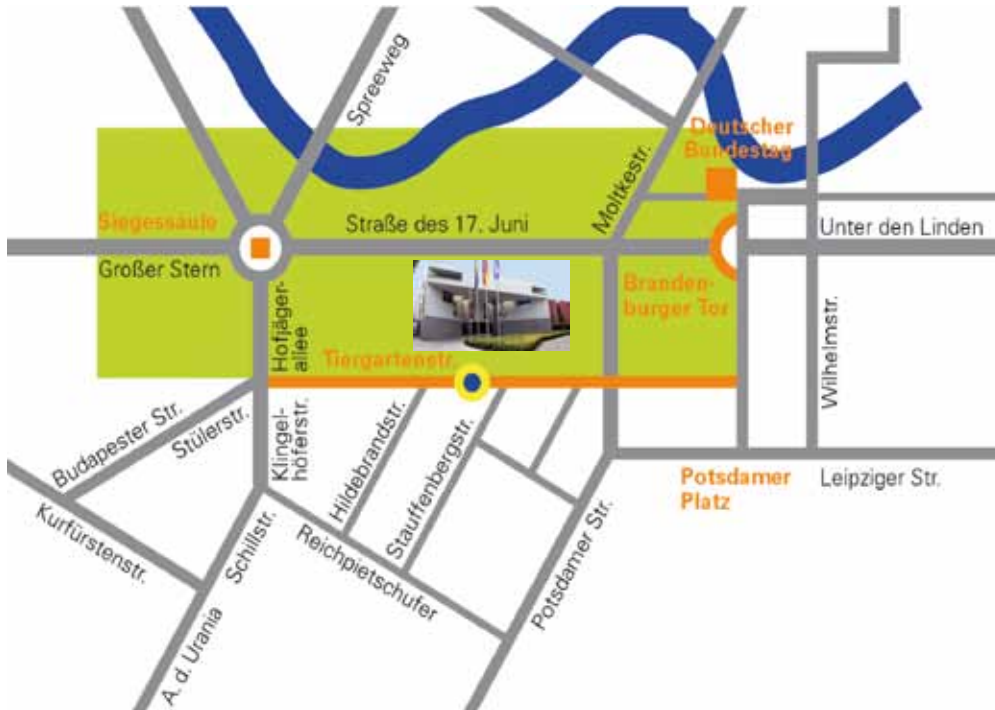 Spreeweg
Deutscher
Bundestag
Moltkestr.
Siegessäule
Straße des 17. Juni
Unter den Linden
Großer Stern
Hofjäger-
allee
Branden-
burger Tor
Tiergartenstr.
Wilhelmstr.
Budapester Str.
Stülerstr.
Klingel-
höferstr.
Hildebrandstr.
Stauffenbergstr.
Potsdamer
Platz
Leipziger Str.
Kurfürstenstr.
Schillstr.
Reichpietschufer
Potsdamer Str.
A. d. Urania